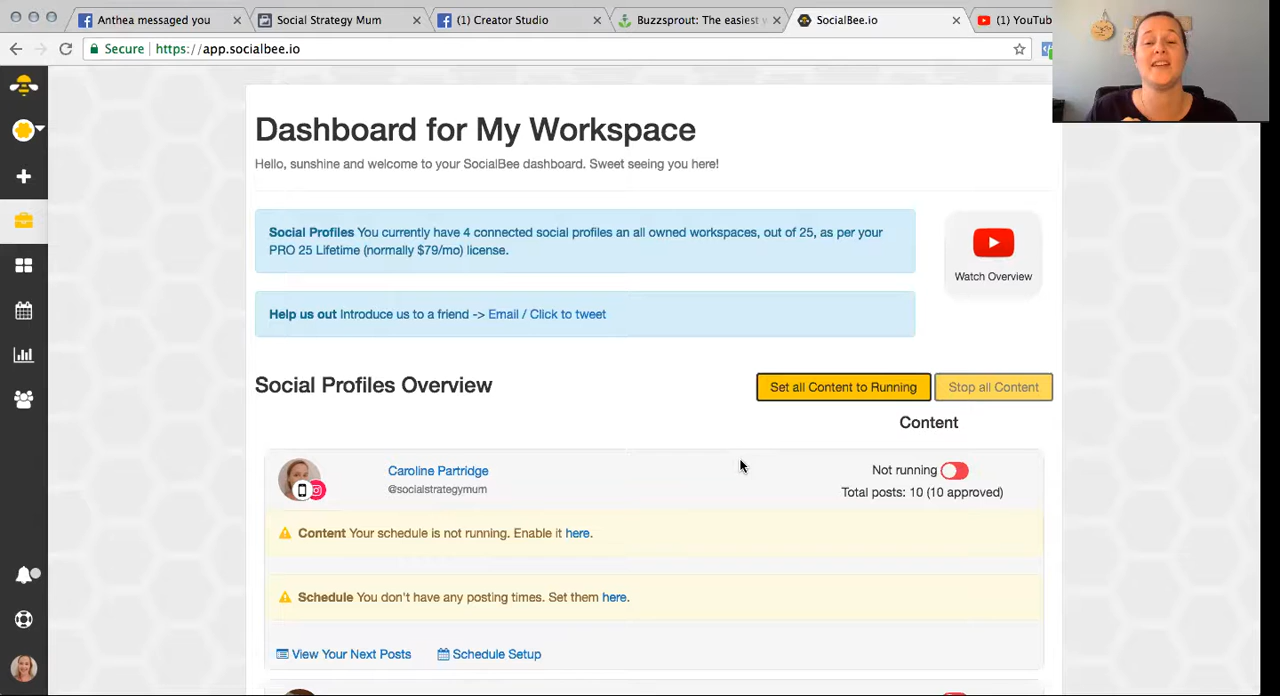 Anthea messaged you
Social Strategy Mum
(1) Creator Studio
Buzzsprout: The easiest
SocialBee.io
(1) YouTub
Secure
https://app.socialbee.io
Dashboard for My Workspace
Hello, sunshine and welcome to your SocialBee dashboard. Sweet seeing you here!
Social Profiles You currently have 4 connected social profiles an all owned workspaces, out of 25, as per your
PRO 25 Lifetime (normally $79/mo) license.
Watch Overview
Help us out Introduce us to a friend -> Email / Click to tweet
Social Profiles Overview
Set all Content to Running
Stop all Content
Content
Caroline Partridge
@socialstrategymum
Not running
Total posts: 10 (10 approved)
Content Your schedule is not running. Enable it here.
Schedule You don't have any posting times. Set them here.
View Your Next Posts
Schedule Setup